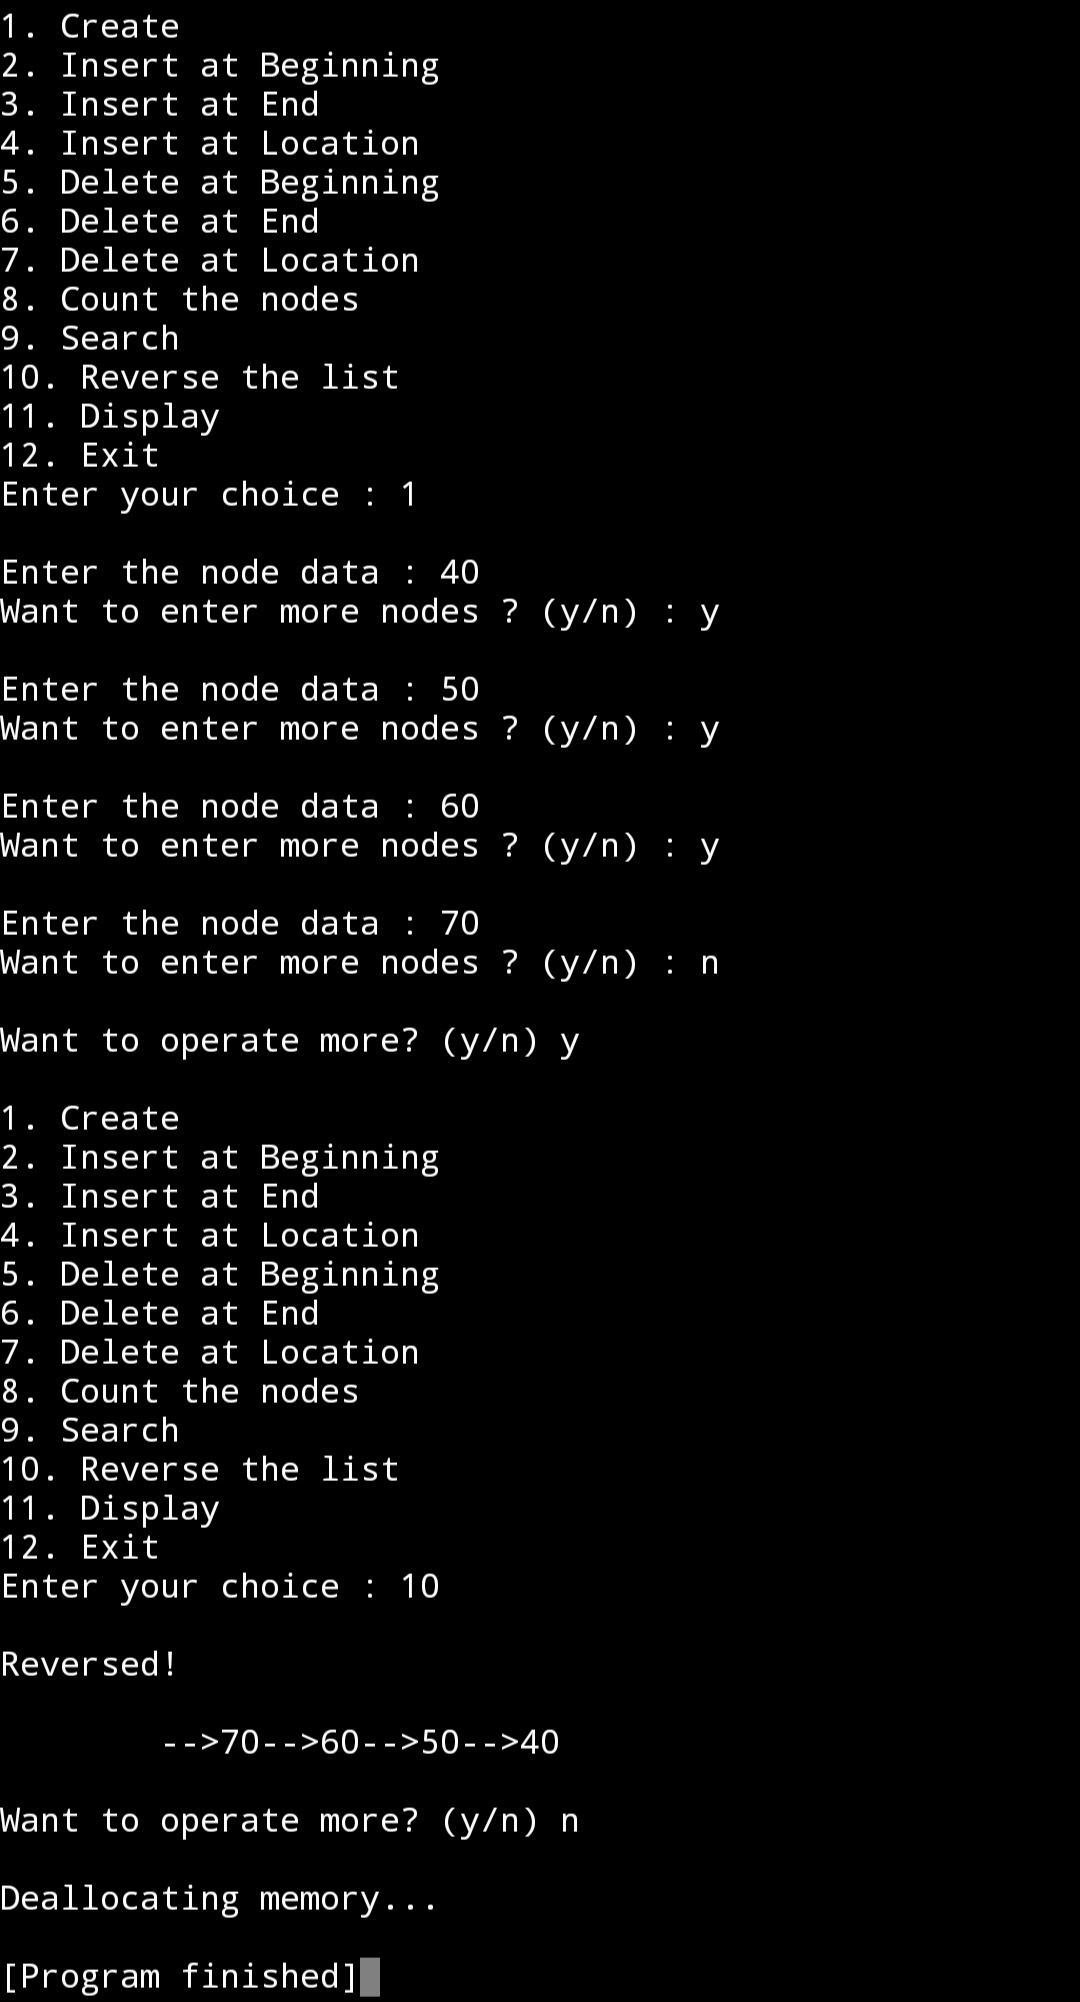 1. Create
2. Insert at Beginning
3. Insert at End
4. Insert at Location
5. Delete at Beginning
6. Delete at End
7. Delete at Location
8. Count the nodes
9. Search
10. Reverse the list
11. Display
12. Exit
Enter your choice : 1
Enter the node data : 40
Want to enter more nodes ? (y/n) : y
Enter the node data : 50
Want to enter more nodes ? (y/n) : y
Enter the node data : 60
Want to enter more nodes ? (y/n) : y
Enter the node data : 70
Want to enter more nodes ? (y/n) : n
Want to operate more? (y/n) y
1. Create
2. Insert at Beginning
3. Insert at End
4. Insert at Location
5. Delete at Beginning
6. Delete at End
7. Delete at Location
8. Count the nodes
9. Search
10. Reverse the list
11. Display
12. Exit
Enter your choice : 10
Reversed!
-->70-->60-->50-->40
Want to operate more? (y/n) n
Deallocating memory...
[Program finished]